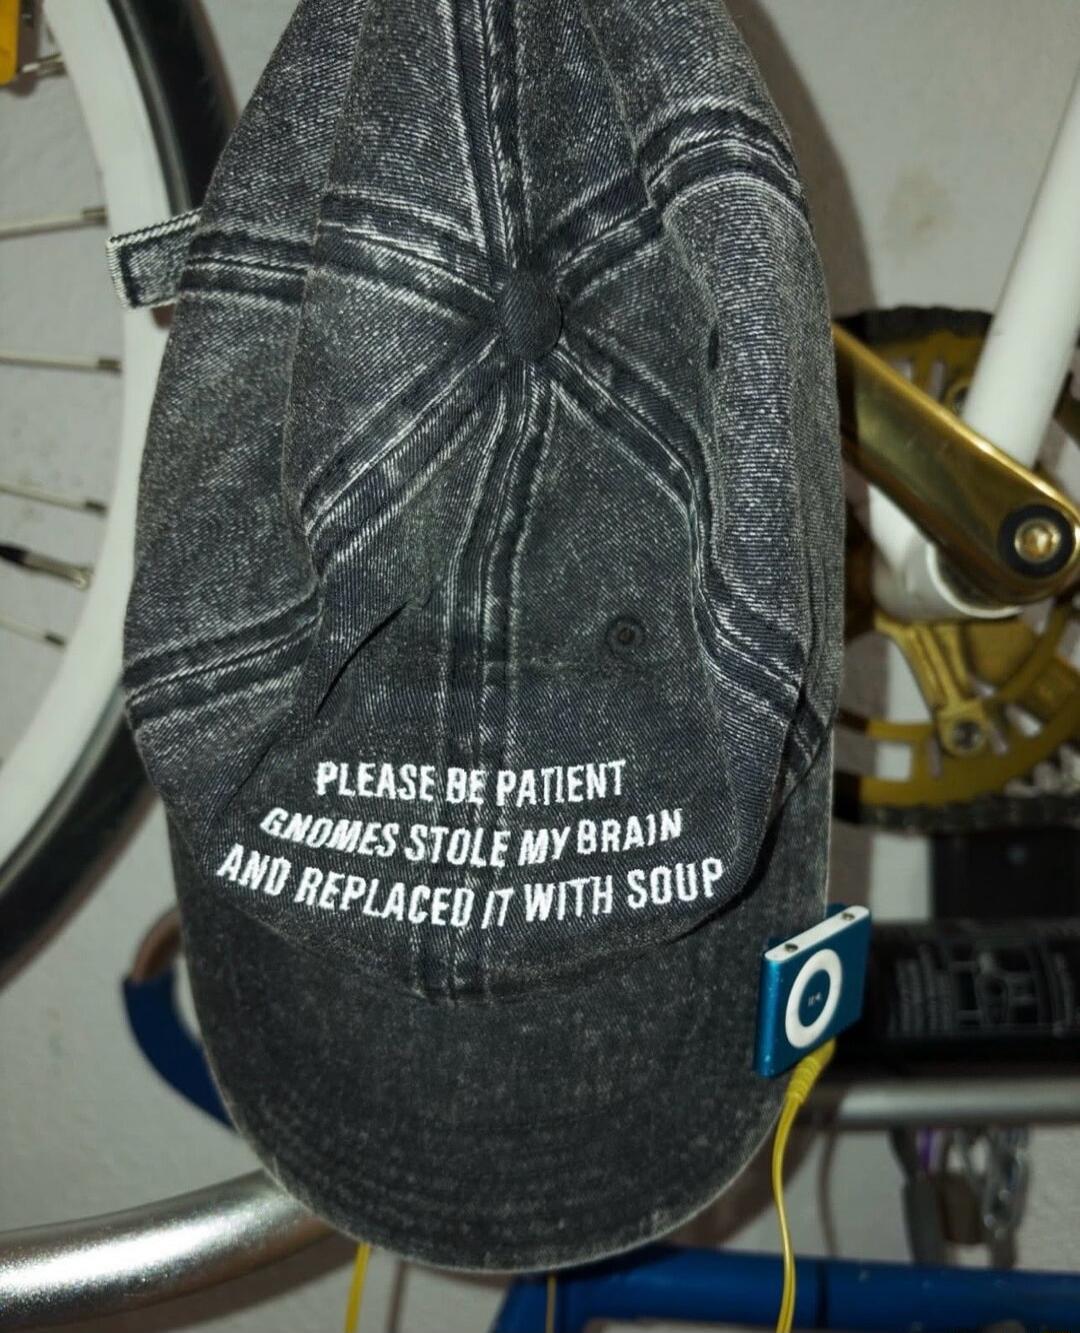 PLEASE BE PATIENT
GNOMES STOLE MY BRAIN
AND REPLACED IT WITH SOUP